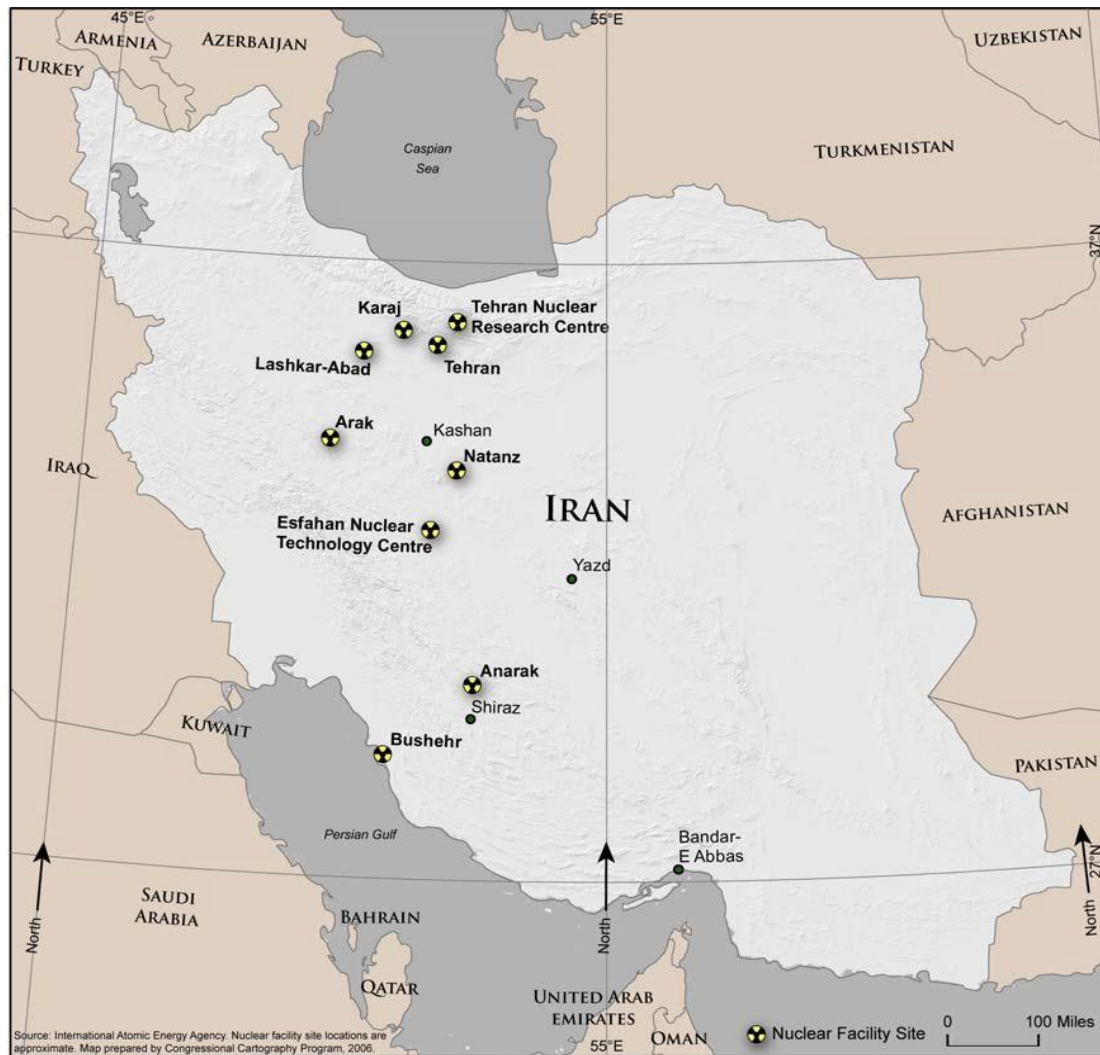 45°E
55°E
ARMENIA
AZERBAIJAN
UZBEKISTAN
TURKEY
Caspian
Sea
TURKMENISTAN
37°N
Karaj
Tehran Nuclear
Research Centre
Lashkar-Abad
Tehran
Arak
Kashan
Natanz
IRAQ
IRAN
AFGHANISTAN
Esfahan Nuclear
Technology Centre
Yazd
Anarak
Shiraz
KUWAIT
Bushehr
PAKISTAN
Persian Gulf
Bandar-
E Abbas
27°N
SAUDI
ARABIA
BAHRAIN
North
North
North
QATAR
UNITED ARAB
EMIRATES
OMAN
Nuclear Facility Site
0 100 Miles
55°E
Source: International Atomic Energy Agency. Nuclear facility site locations are
approximate. Map prepared by Congressional Cartography Program, 2006.